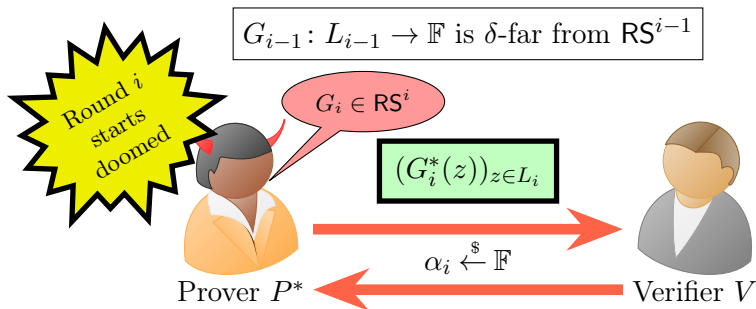 G_{i−1} : L_{i−1} → 𝔽 is δ-far from RS^{i−1}
Round i
starts
doomed
G_i ∈ RS^i
(G_i^*(z))_{z∈L_i}
α_i ←^$ 𝔽
Prover P*
Verifier V